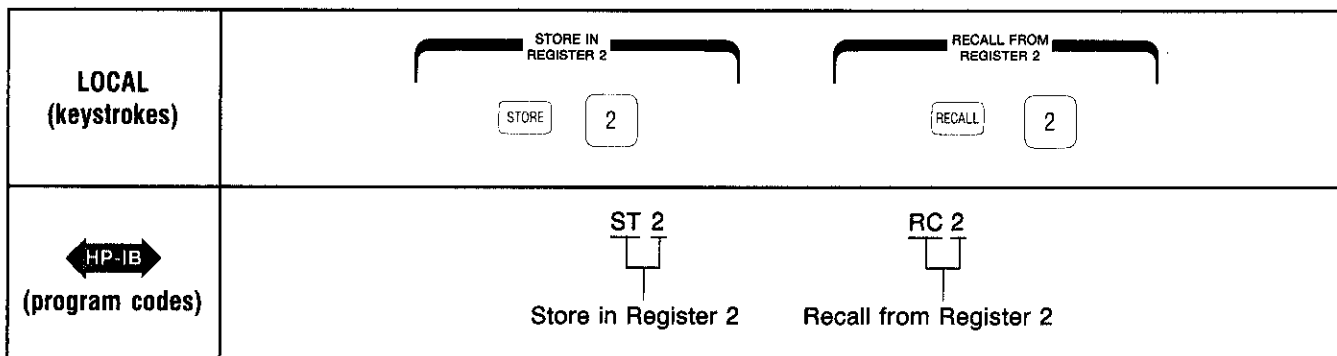 LOCAL
(keystrokes)
STORE IN
REGISTER 2
STORE 2
RECALL FROM
REGISTER 2
RECALL 2
HP-IB
(program codes)
ST 2
Store in Register 2
RC 2
Recall from Register 2